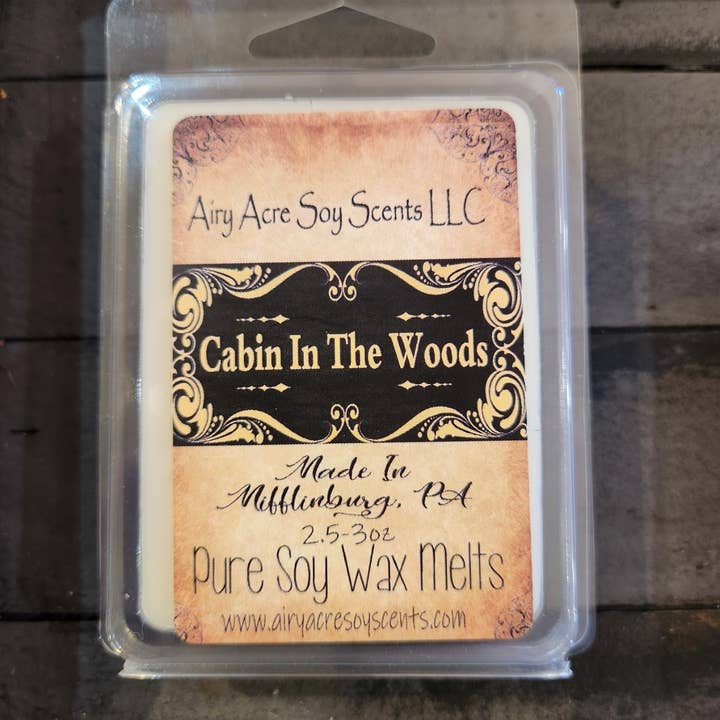 Airy Acre Soy Scents LLC
Cabin In The Woods
Made In
Mifflinburg, PA
2.5-3oz
Pure Soy Wax Melts
www.airyacresoyscents.com